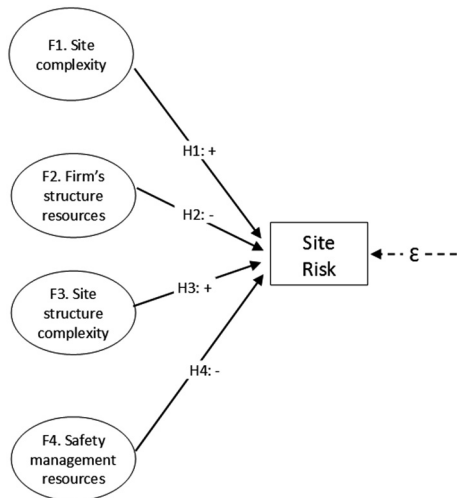 F1. Site
complexity
H1: +
F2. Firm's
structure
resources
H2: -
Site
Risk
ε
H3: +
F3. Site
structure
complexity
H4: -
F4. Safety
management
resources